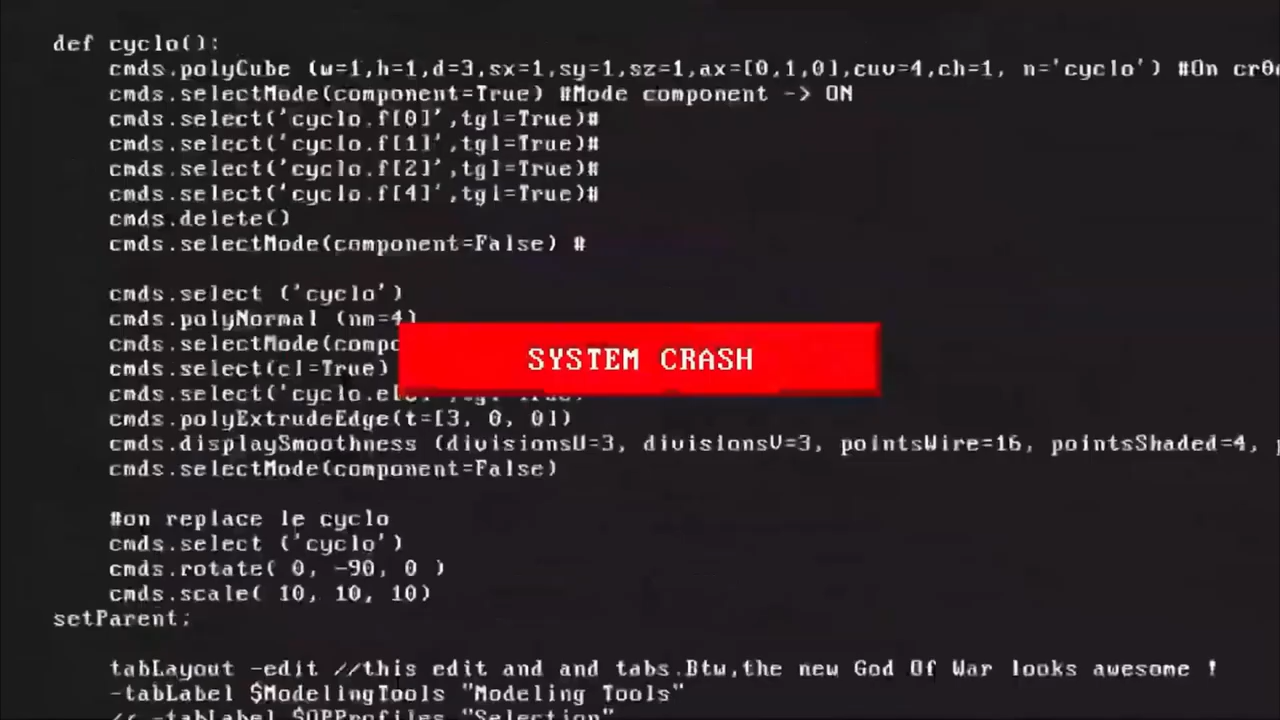 def cyclo():
cmds.polyCube (w=1,h=1,d=3,sx=1,sy=1,sz=1,ax=[0,1,0],cuv=4,ch=1, n='cyclo') #On
cmds.selectMode(component=True) #Mode component -> ON
cmds.select('cyclo.f[0]',tgl=True)#
cmds.select('cyclo.f[1]',tgl=True)#
cmds.select('cyclo.f[2]',tgl=True)#
cmds.select('cyclo.f[4]',tgl=True)#
cmds.delete()
cmds.selectMode(component=False) #
cmds.select ('cyclo')
cmds.polyNormal (nm=4)
cmds.selectMode(compo
SYSTEM CRASH
cmds.select(cl=True)
cmds.select('cyclo.e
cmds.polyExtrudeEdge(t=[3, 0, 0])
cmds.displaySmoothness (divisionsU=3, divisionsV=3, pointsWire=16, pointsShaded=4,
cmds.selectMode(component=False)
#on replace le cyclo
cmds.select ('cyclo')
cmds.rotate( 0, -90, 0 )
cmds.scale( 10, 10, 10)
setParent;
tabLayout -edit //this edit and and tabs.Btw,the new God Of War looks awesome !
-tabLabel $ModelingTools "Modeling Tools"
// -tabLabel $OPProfiles "Selection"